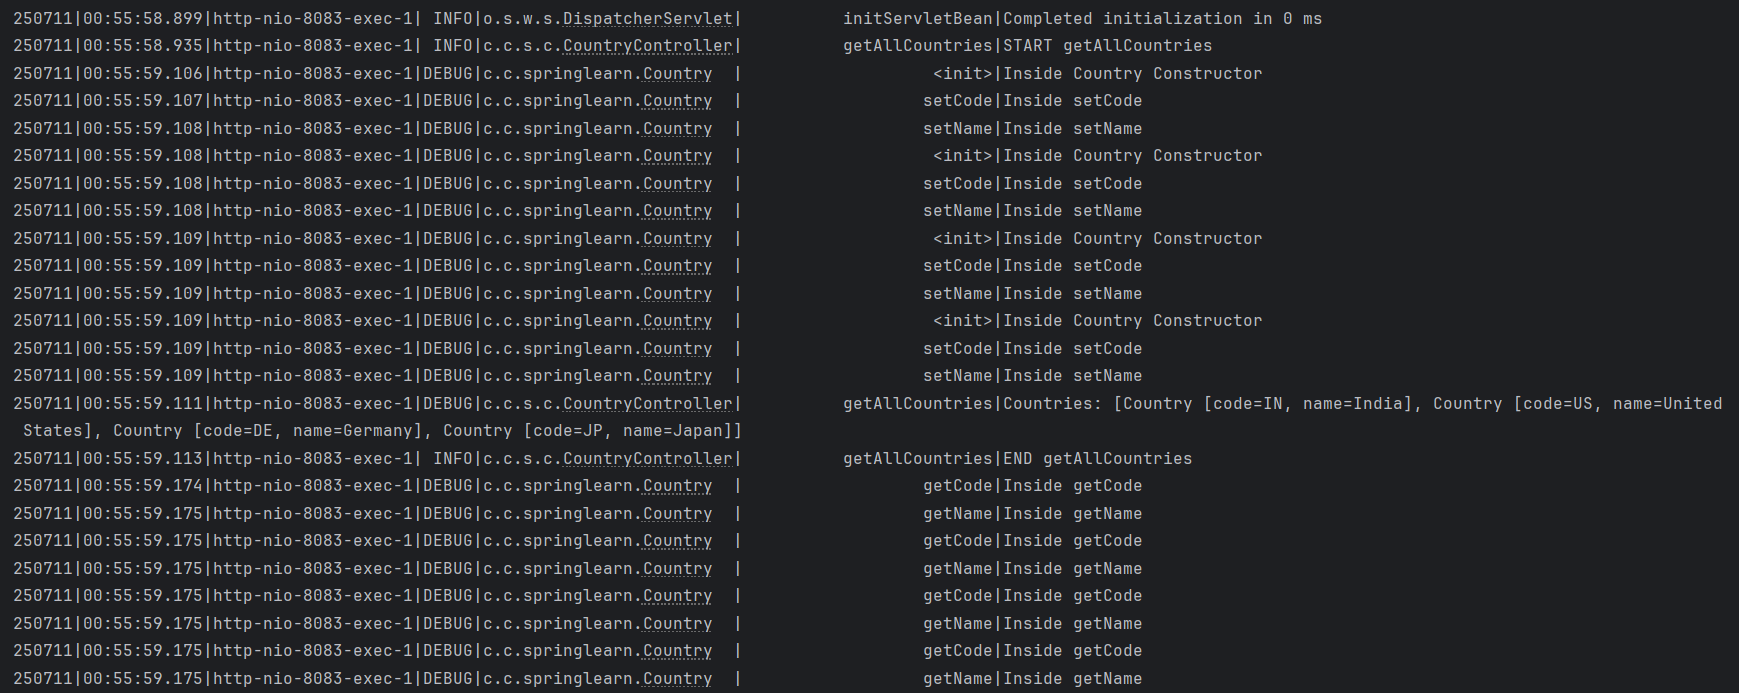 250711|00:55:58.899|http-nio-8083-exec-1| INFO|o.s.w.s.DispatcherServlet|          initServletBean|Completed initialization in 0 ms
250711|00:55:58.935|http-nio-8083-exec-1| INFO|c.c.s.c.CountryController|          getAllCountries|START getAllCountries
250711|00:55:59.106|http-nio-8083-exec-1|DEBUG|c.c.springlearn.Country  |                   <init>|Inside Country Constructor
250711|00:55:59.107|http-nio-8083-exec-1|DEBUG|c.c.springlearn.Country  |                  setCode|Inside setCode
250711|00:55:59.108|http-nio-8083-exec-1|DEBUG|c.c.springlearn.Country  |                  setName|Inside setName
250711|00:55:59.108|http-nio-8083-exec-1|DEBUG|c.c.springlearn.Country  |                   <init>|Inside Country Constructor
250711|00:55:59.108|http-nio-8083-exec-1|DEBUG|c.c.springlearn.Country  |                  setCode|Inside setCode
250711|00:55:59.108|http-nio-8083-exec-1|DEBUG|c.c.springlearn.Country  |                  setName|Inside setName
250711|00:55:59.109|http-nio-8083-exec-1|DEBUG|c.c.springlearn.Country  |                   <init>|Inside Country Constructor
250711|00:55:59.109|http-nio-8083-exec-1|DEBUG|c.c.springlearn.Country  |                  setCode|Inside setCode
250711|00:55:59.109|http-nio-8083-exec-1|DEBUG|c.c.springlearn.Country  |                  setName|Inside setName
250711|00:55:59.109|http-nio-8083-exec-1|DEBUG|c.c.springlearn.Country  |                   <init>|Inside Country Constructor
250711|00:55:59.109|http-nio-8083-exec-1|DEBUG|c.c.springlearn.Country  |                  setCode|Inside setCode
250711|00:55:59.109|http-nio-8083-exec-1|DEBUG|c.c.springlearn.Country  |                  setName|Inside setName
250711|00:55:59.111|http-nio-8083-exec-1|DEBUG|c.c.s.c.CountryController|          getAllCountries|Countries: [Country [code=IN, name=India], Country [code=US, name=United
 States], Country [code=DE, name=Germany], Country [code=JP, name=Japan]]
250711|00:55:59.113|http-nio-8083-exec-1| INFO|c.c.s.c.CountryController|          getAllCountries|END getAllCountries
250711|00:55:59.174|http-nio-8083-exec-1|DEBUG|c.c.springlearn.Country  |                  getCode|Inside getCode
250711|00:55:59.175|http-nio-8083-exec-1|DEBUG|c.c.springlearn.Country  |                  getName|Inside getName
250711|00:55:59.175|http-nio-8083-exec-1|DEBUG|c.c.springlearn.Country  |                  getCode|Inside getCode
250711|00:55:59.175|http-nio-8083-exec-1|DEBUG|c.c.springlearn.Country  |                  getName|Inside getName
250711|00:55:59.175|http-nio-8083-exec-1|DEBUG|c.c.springlearn.Country  |                  getCode|Inside getCode
250711|00:55:59.175|http-nio-8083-exec-1|DEBUG|c.c.springlearn.Country  |                  getName|Inside getName
250711|00:55:59.175|http-nio-8083-exec-1|DEBUG|c.c.springlearn.Country  |                  getCode|Inside getCode
250711|00:55:59.175|http-nio-8083-exec-1|DEBUG|c.c.springlearn.Country  |                  getName|Inside getName